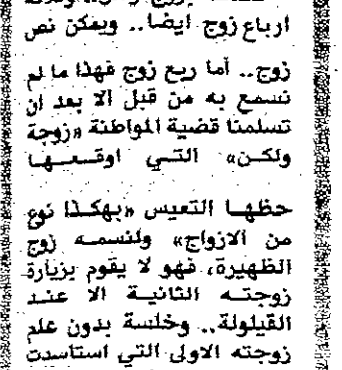 ارباع زوج ايضا.. ويمكن نص
زوج.. أما ربع زوج فهذا ما لم
نسمع به من قبل الا بعد ان
تسلمنا قضية المواطنة «زوجة
ولكن» التي اوقعها
حظها التعيس «بهكذا نوع
من الازواج» ولنسمه زوج
الظهيرة، فهو لا يقوم بزيارة
زوجته الثانية الا عند
القيلولة.. وخلسة بدون علم
زوجته الاولى التي استاسدت